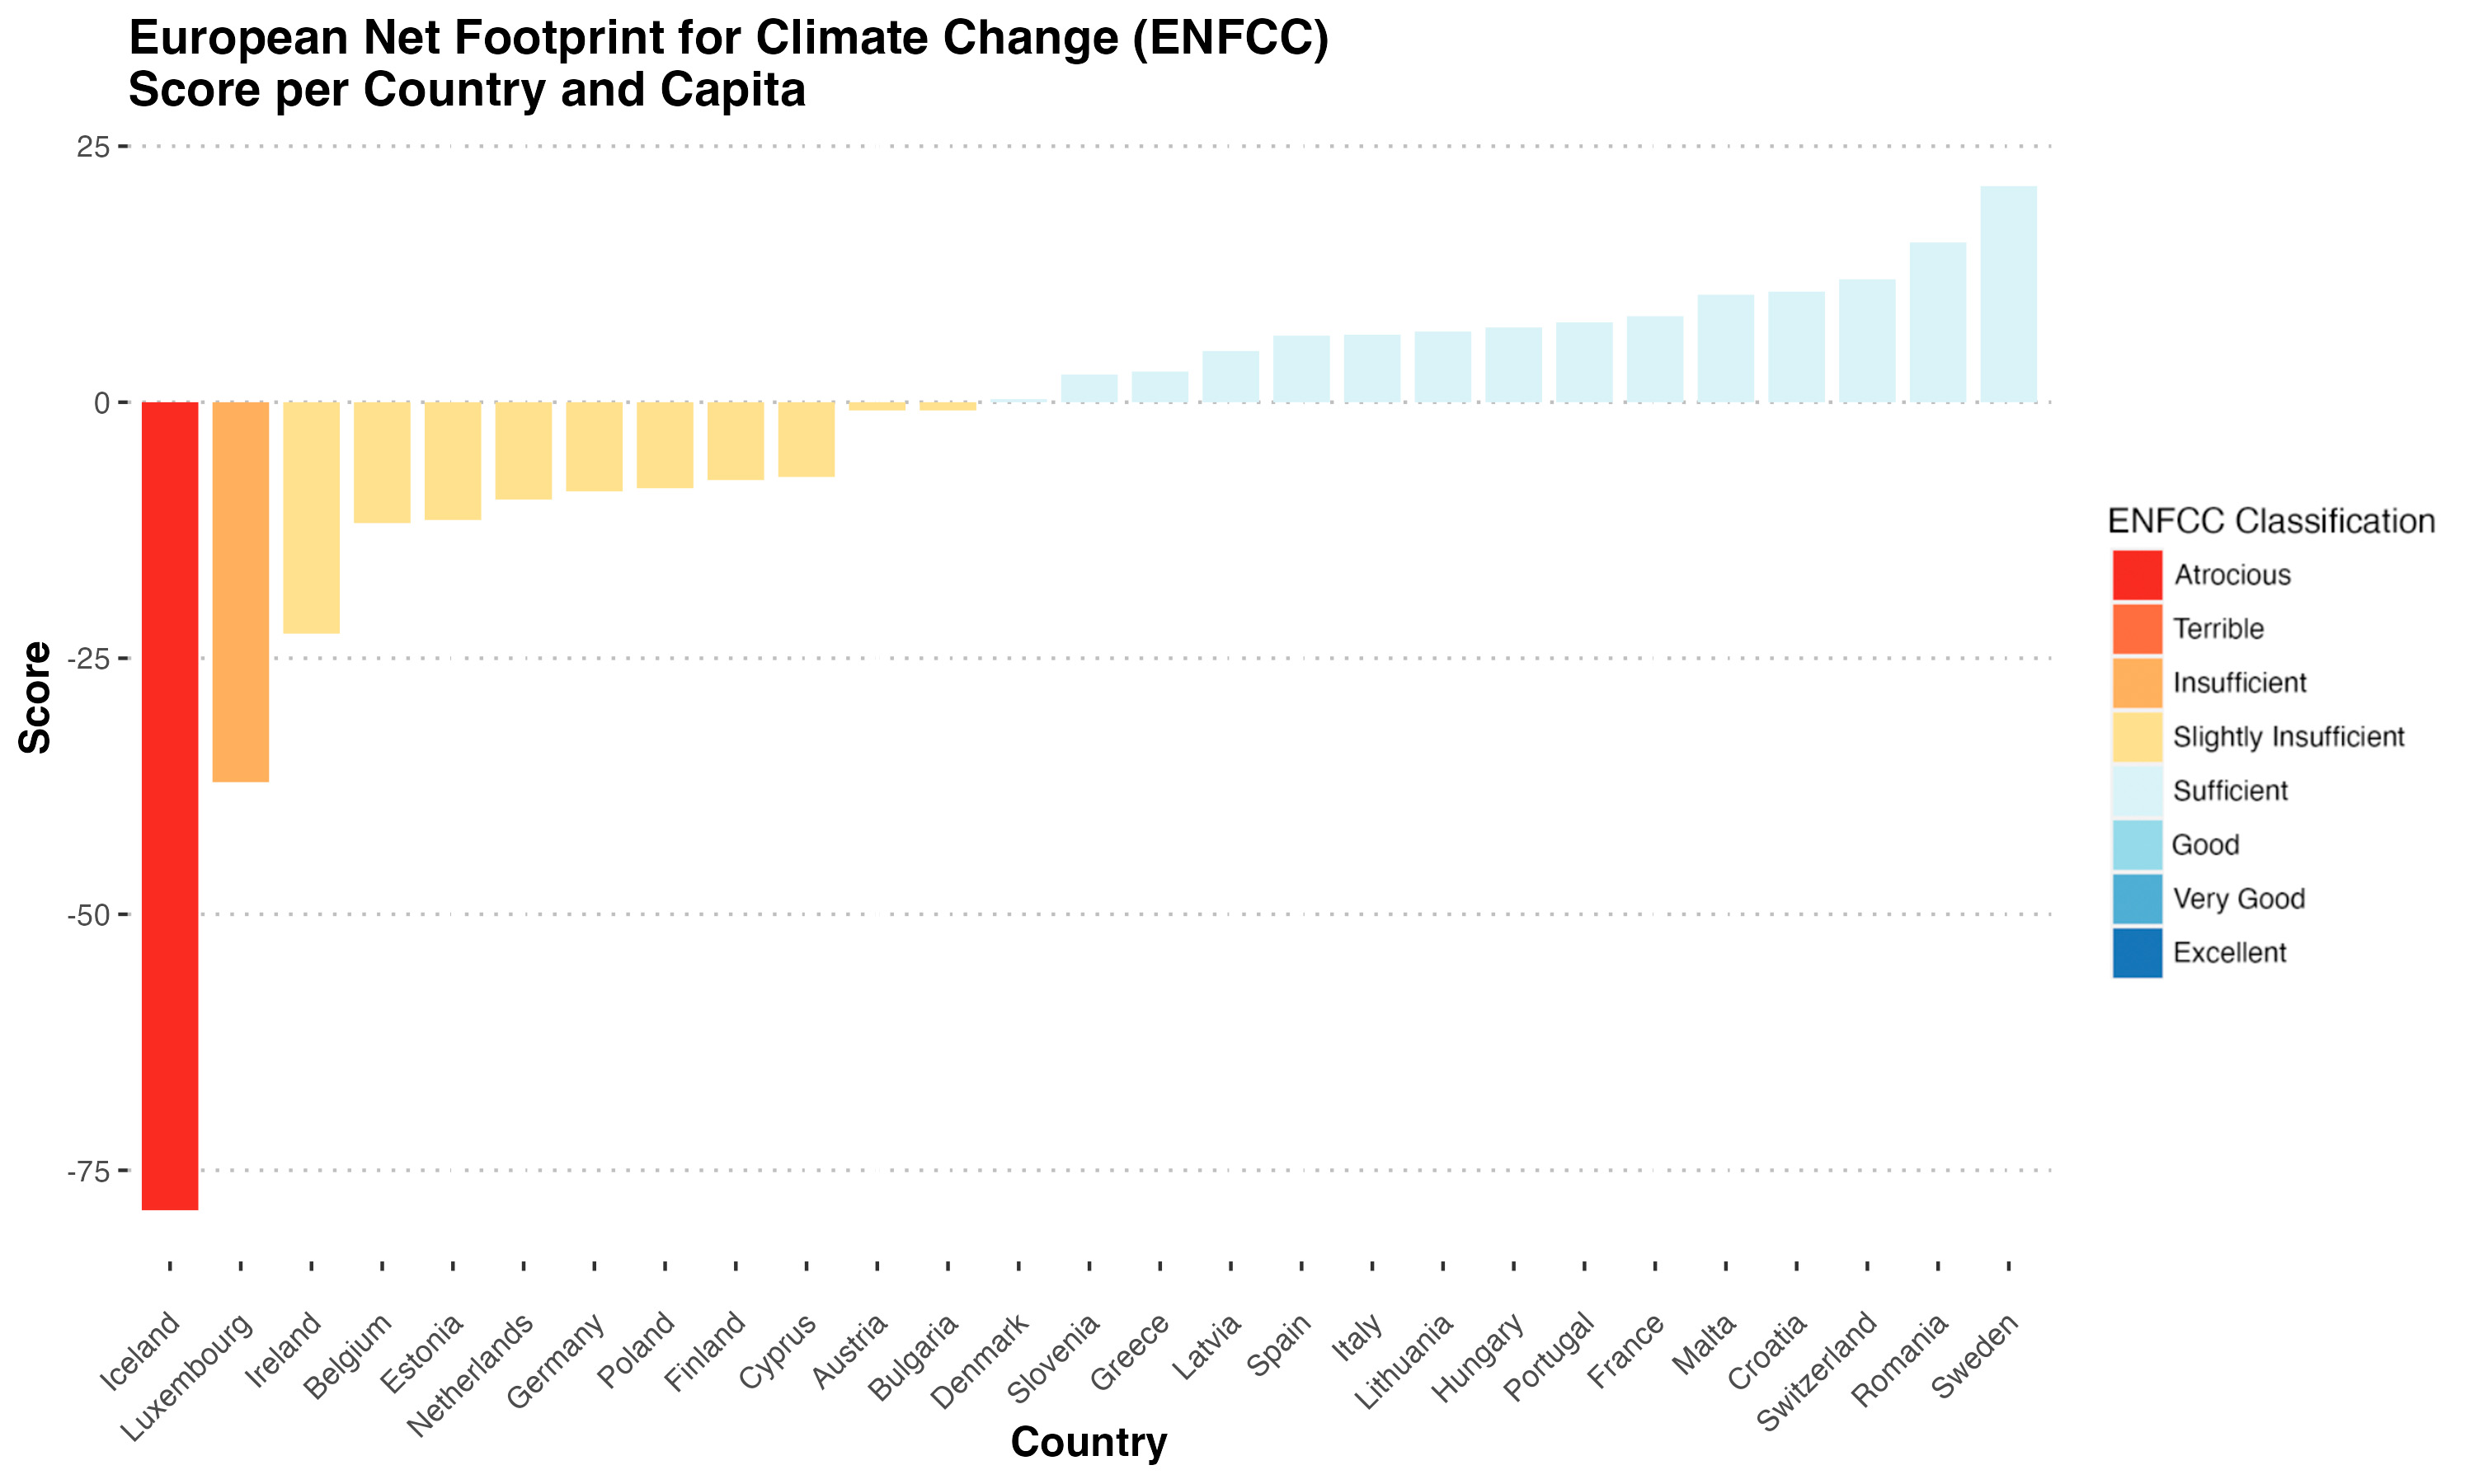 European Net Footprint for Climate Change (ENFCC)
Score per Country and Capita
25
0
-25
-50
-75
Score
Iceland
Luxembourg
Ireland
Belgium
Estonia
Netherlands
Germany
Poland
Finland
Cyprus
Austria
Bulgaria
Denmark
Slovenia
Greece
Latvia
Spain
Italy
Lithuania
Hungary
Portugal
France
Malta
Croatia
Switzerland
Romania
Sweden
Country
ENFCC Classification
Atrocious
Terrible
Insufficient
Slightly Insufficient
Sufficient
Good
Very Good
Excellent